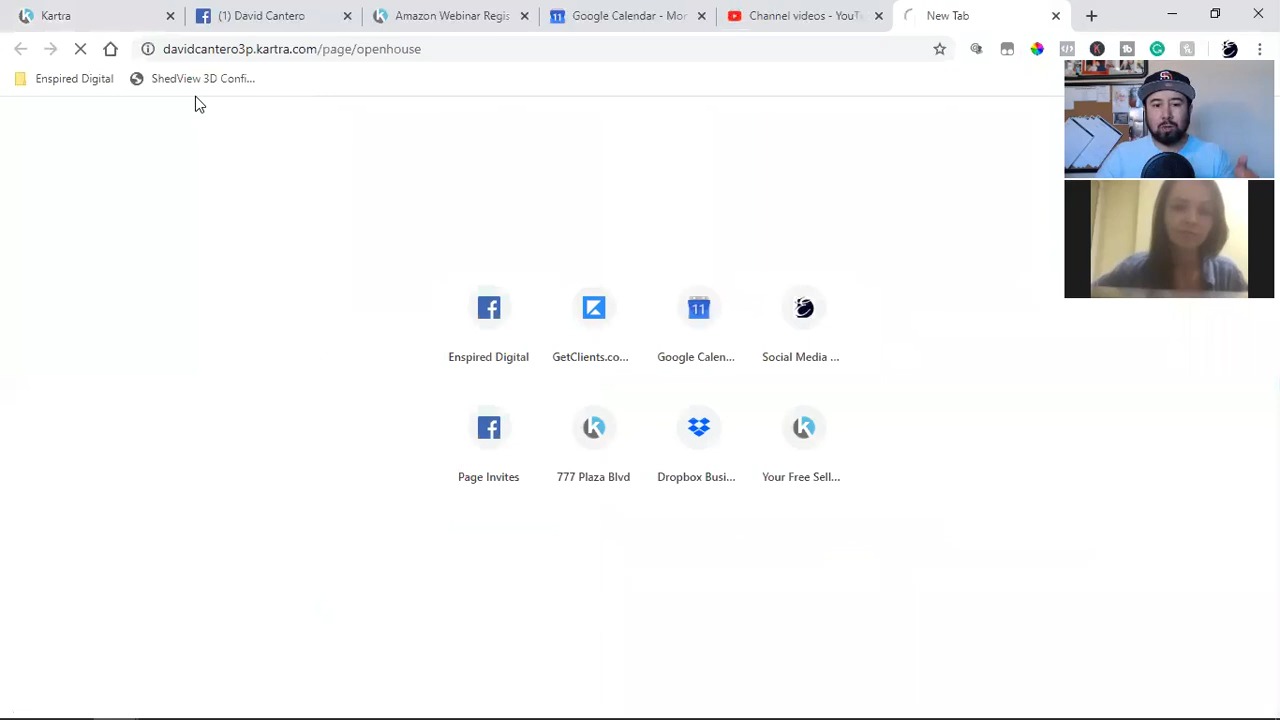 Kartra
(1) David Cantero
Amazon Webinar Regis
Google Calendar - Mor
Channel videos - YouTu
New Tab
davidcantero3p.kartra.com/page/openhouse
Enspired Digital
ShedView 3D Confi...
Enspired Digital
GetClients.co...
Google Calen...
Social Media ...
Page Invites
777 Plaza Blvd
Dropbox Busi...
Your Free Sell...